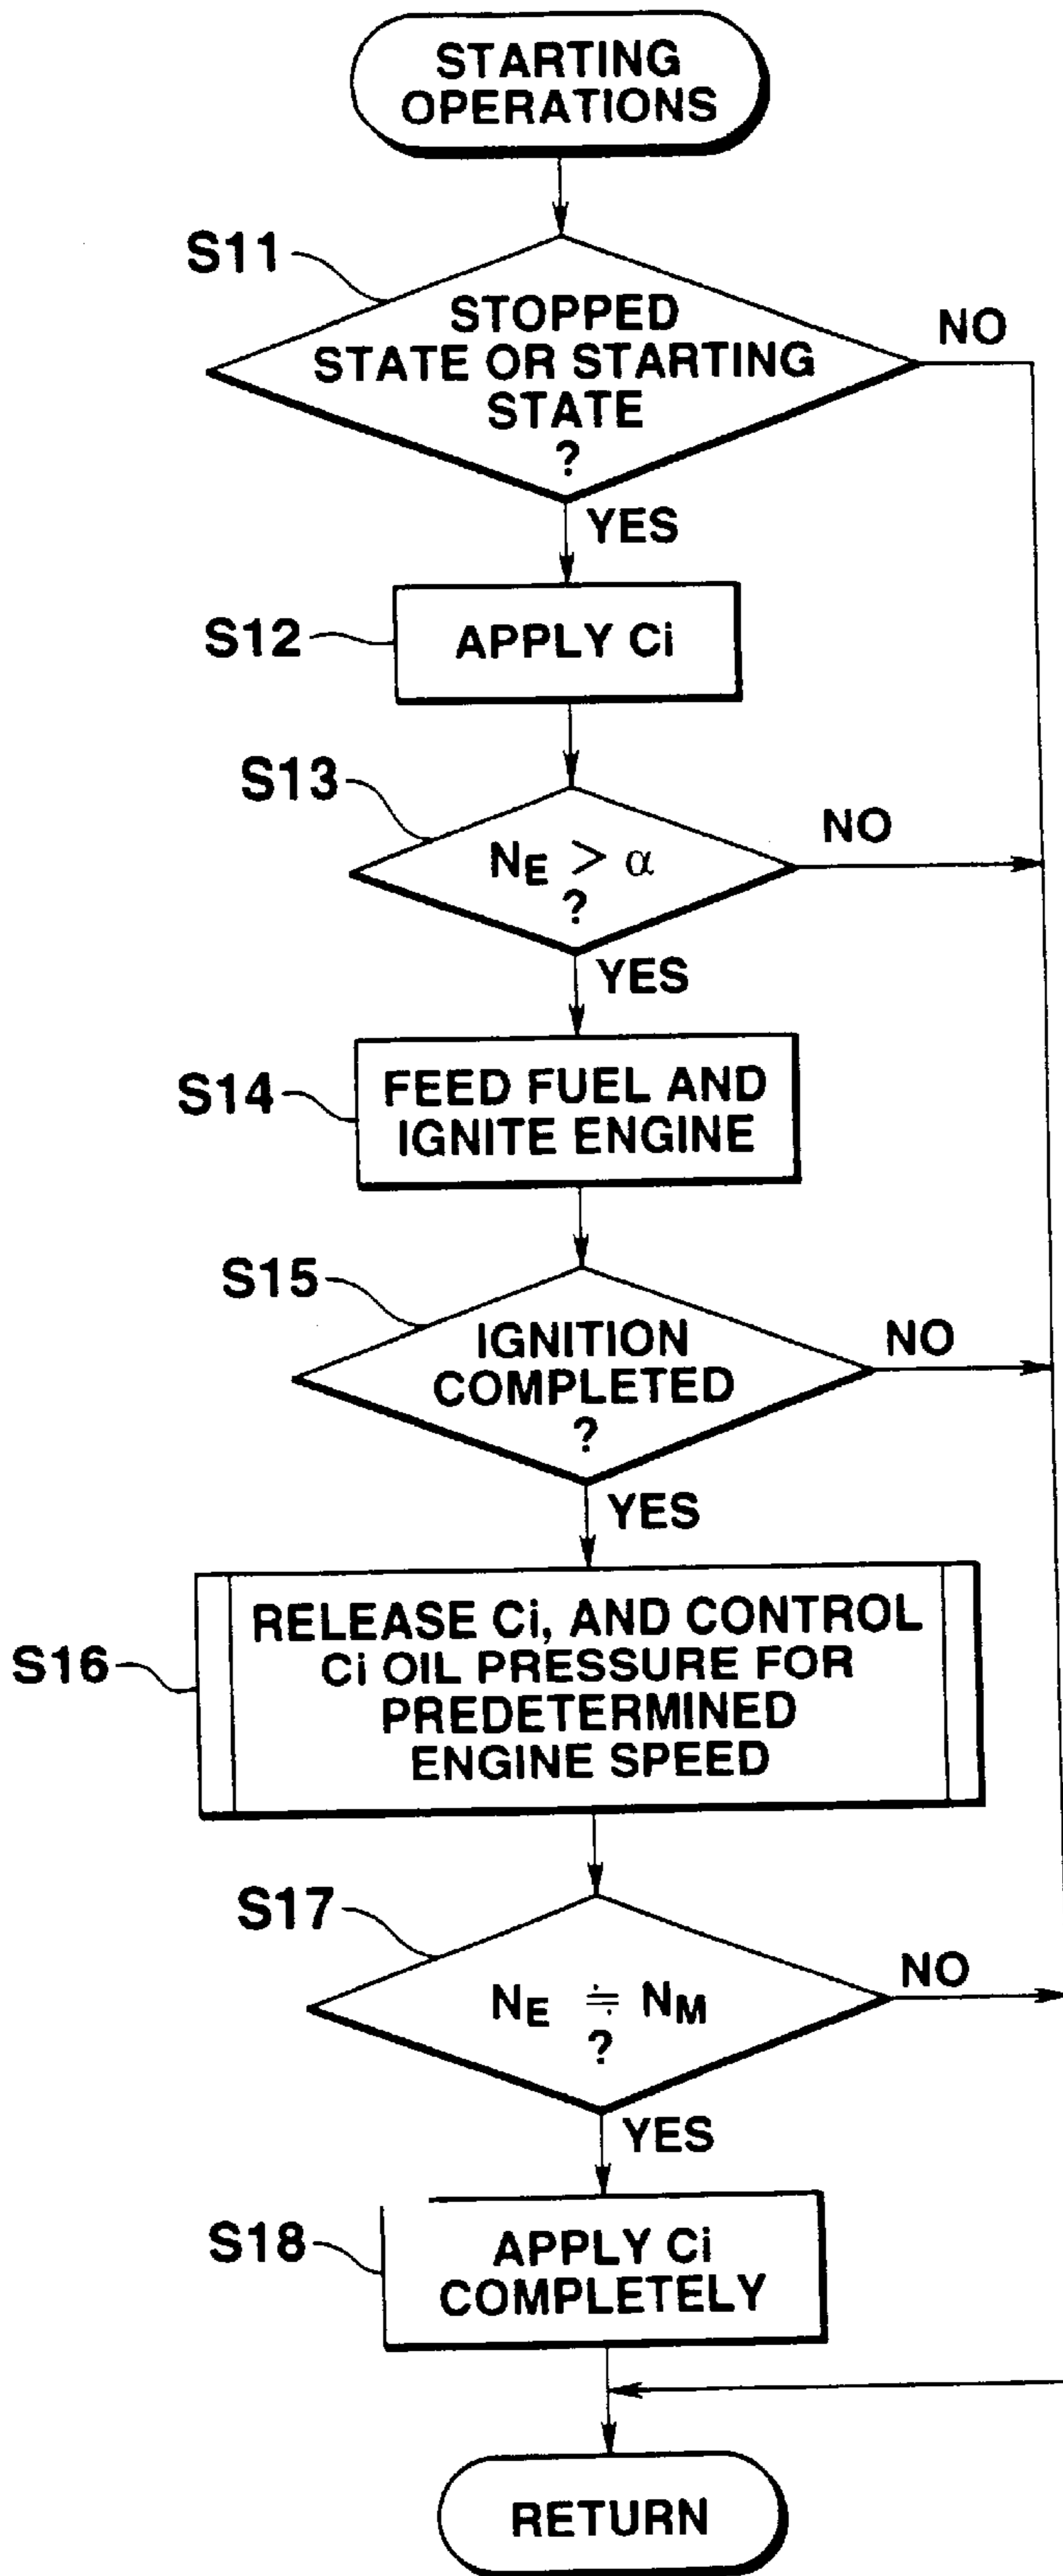 STARTING
OPERATIONS
S11
STOPPED
STATE OR STARTING
STATE
?
NO
YES
S12
APPLY Ci
S13
NE > α
?
NO
YES
S14
FEED FUEL AND
IGNITE ENGINE
S15
IGNITION
COMPLETED
?
NO
YES
S16
RELEASE Ci, AND CONTROL
Ci OIL PRESSURE FOR
PREDETERMINED
ENGINE SPEED
S17
NE ≒ NM
?
NO
YES
S18
APPLY Ci
COMPLETELY
RETURN